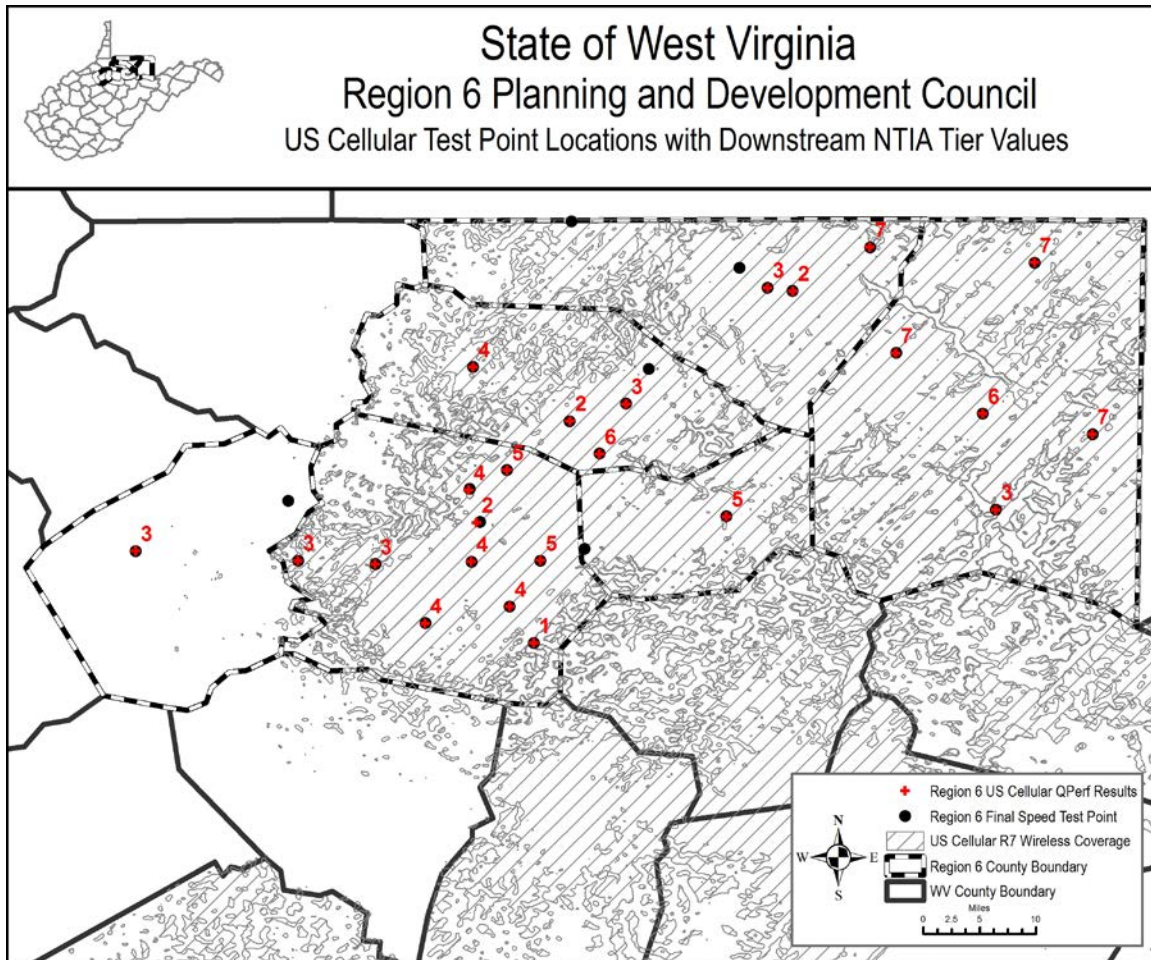 State of West Virginia
Region 6 Planning and Development Council
US Cellular Test Point Locations with Downstream NTIA Tier Values
7
7
3 2
7
4
3
2
6
7
6
5
4
3
2
5
3
3
3
4
5
4
4
1
Region 6 US Cellular QPerf Results
Region 6 Final Speed Test Point
US Cellular R7 Wireless Coverage
Region 6 County Boundary
WV County Boundary
N
W E
S
Miles
0 2.5 5 10